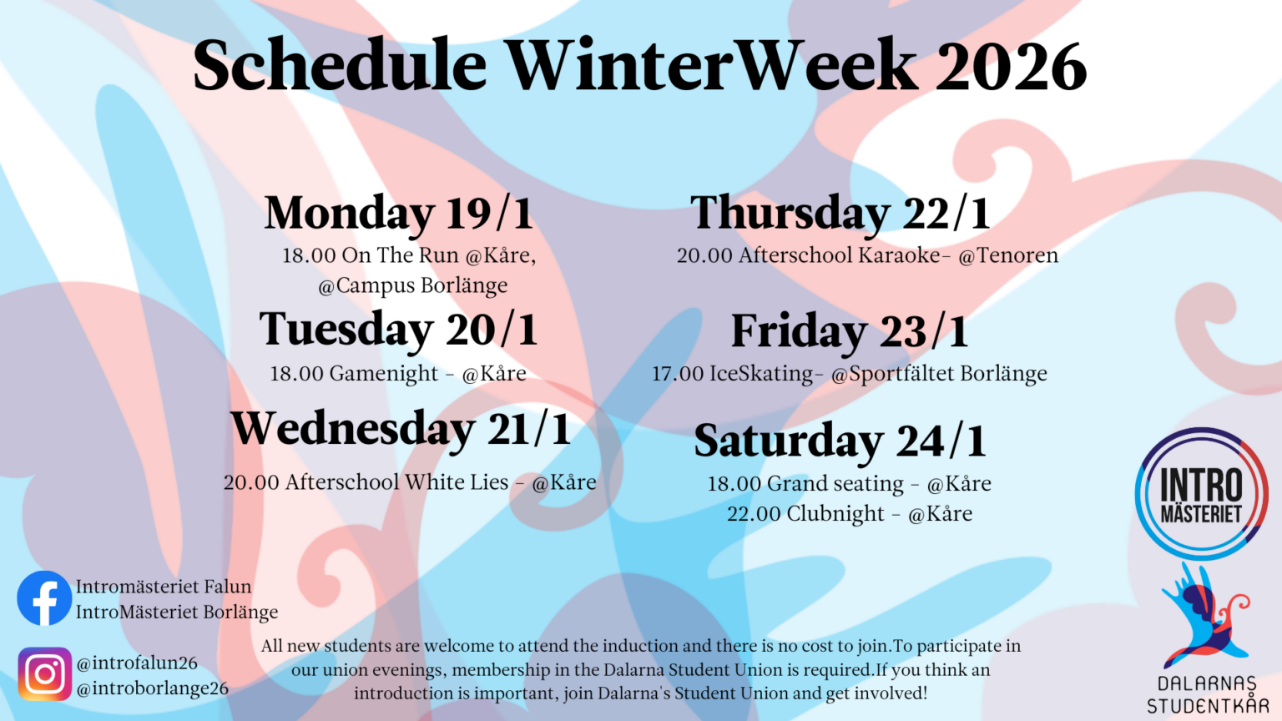 Schedule WinterWeek 2026
Monday 19/1
18.00 On The Run @Kåre,
@Campus Borlänge
Tuesday 20/1
18.00 Gamenight - @Kåre
Wednesday 21/1
20.00 Afterschool White Lies - @Kåre
Thursday 22/1
20.00 Afterschool Karaoke- @Tenoren
Friday 23/1
17.00 IceSkating- @Sportfältet Borlänge
Saturday 24/1
18.00 Grand seating - @Kåre
22.00 Clubnight - @Kåre
INTRO
MÄSTERIET
Intromästeriet Falun
IntroMästeriet Borlänge
@introfalun26
@introborlange26
All new students are welcome to attend the induction and there is no cost to join.To participate in
our union evenings, membership in the Dalarna Student Union is required.If you think an
introduction is important, join Dalarna's Student Union and get involved!
DALARNAS
STUDENTKÅR